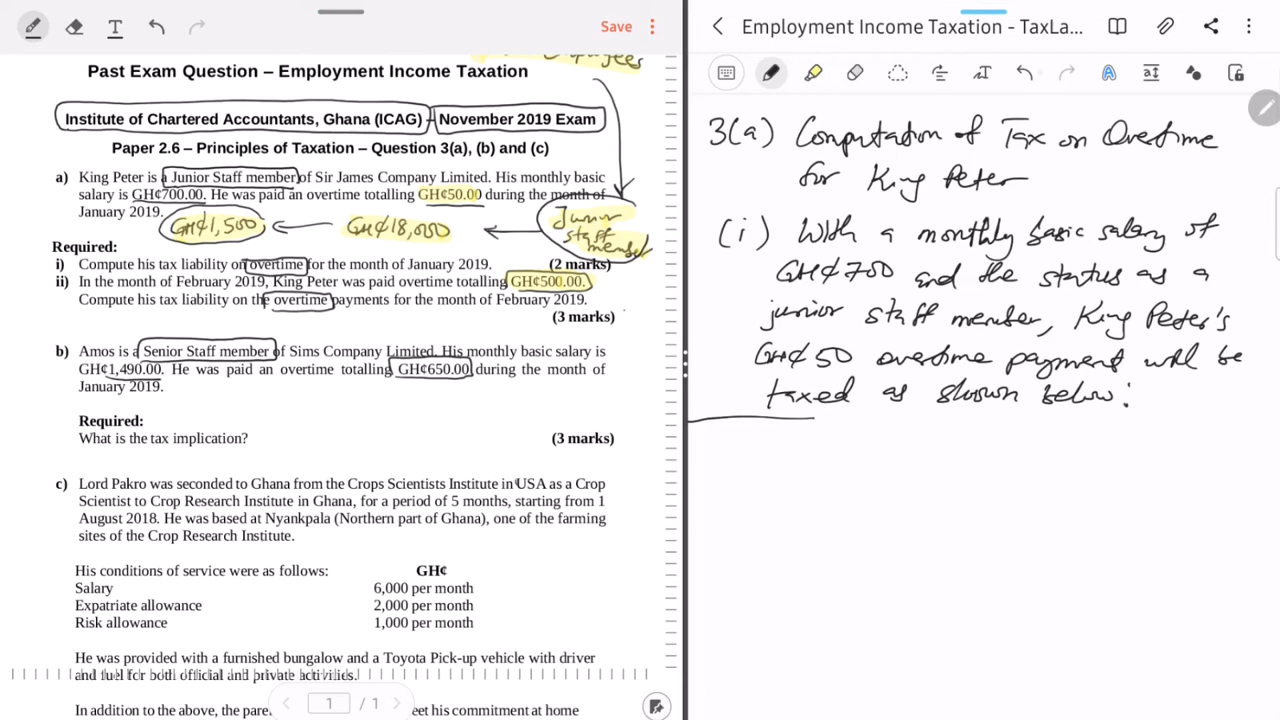 Save
Employment Income Taxation - TaxLa...
Past Exam Question – Employment Income Taxation
Institute of Chartered Accountants, Ghana (ICAG) – November 2019 Exam
Paper 2.6 – Principles of Taxation – Question 3(a), (b) and (c)
a) King Peter is a Junior Staff member of Sir James Company Limited. His monthly basic
salary is GH¢700.00. He was paid an overtime totalling GH¢50.00 during the month of
January 2019.
GH¢1,500 GH¢18,000 Junior
staff
member
Required:
i) Compute his tax liability on overtime for the month of January 2019. (2 marks)
ii) In the month of February 2019, King Peter was paid overtime totalling GH¢500.00.
Compute his tax liability on the overtime payments for the month of February 2019.
(3 marks)
b) Amos is a Senior Staff member of Sims Company Limited. His monthly basic salary is
GH¢1,490.00. He was paid an overtime totalling GH¢650.00 during the month of
January 2019.
Required:
What is the tax implication? (3 marks)
c) Lord Pakro was seconded to Ghana from the Crops Scientists Institute in USA as a Crop
Scientist to Crop Research Institute in Ghana, for a period of 5 months, starting from 1
August 2018. He was based at Nyankpala (Northern part of Ghana), one of the farming
sites of the Crop Research Institute.
His conditions of service were as follows: GH¢
Salary 6,000 per month
Expatriate allowance 2,000 per month
Risk allowance 1,000 per month
He was provided with a furnished bungalow and a Toyota Pick-up vehicle with driver
and fuel for both official and private activities.
In addition to the above, the pare eet his commitment at home
1 / 1
3(a) Computation of Tax on Overtime
for King Peter
(i) With a monthly basic salary of
GH¢700 and the status as a
junior staff member, King Peter's
GH¢50 overtime payment will be
taxed as shown below: